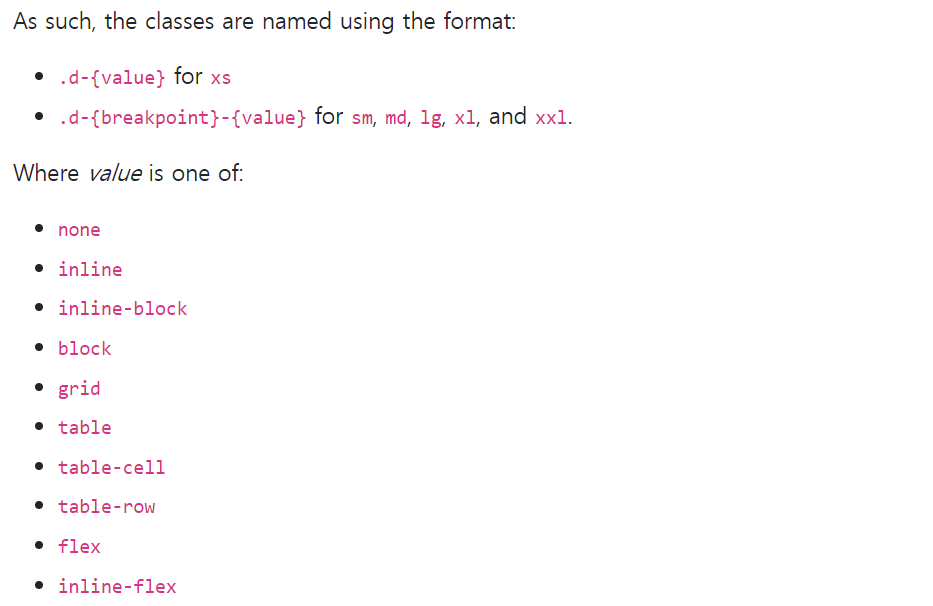 As such, the classes are named using the format:
.d-{value} for xs
.d-{breakpoint}-{value} for sm, md, lg, xl, and xxl.
Where value is one of:
none
inline
inline-block
block
grid
table
table-cell
table-row
flex
inline-flex